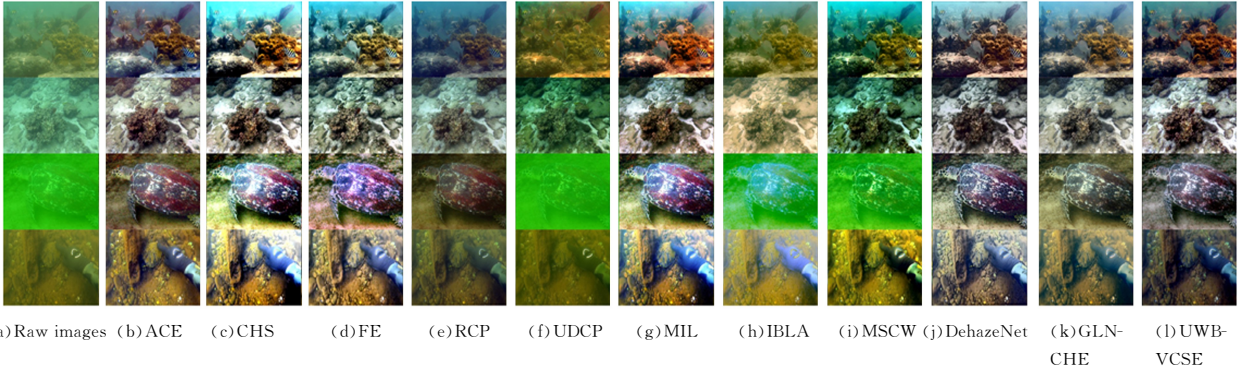 a)Raw images (b)ACE (c)CHS (d)FE (e)RCP (f)UDCP (g)MIL (h)IBLA (i)MSCW (j)DehazeNet (k)GLN- (l)UWB-
CHE VCSE